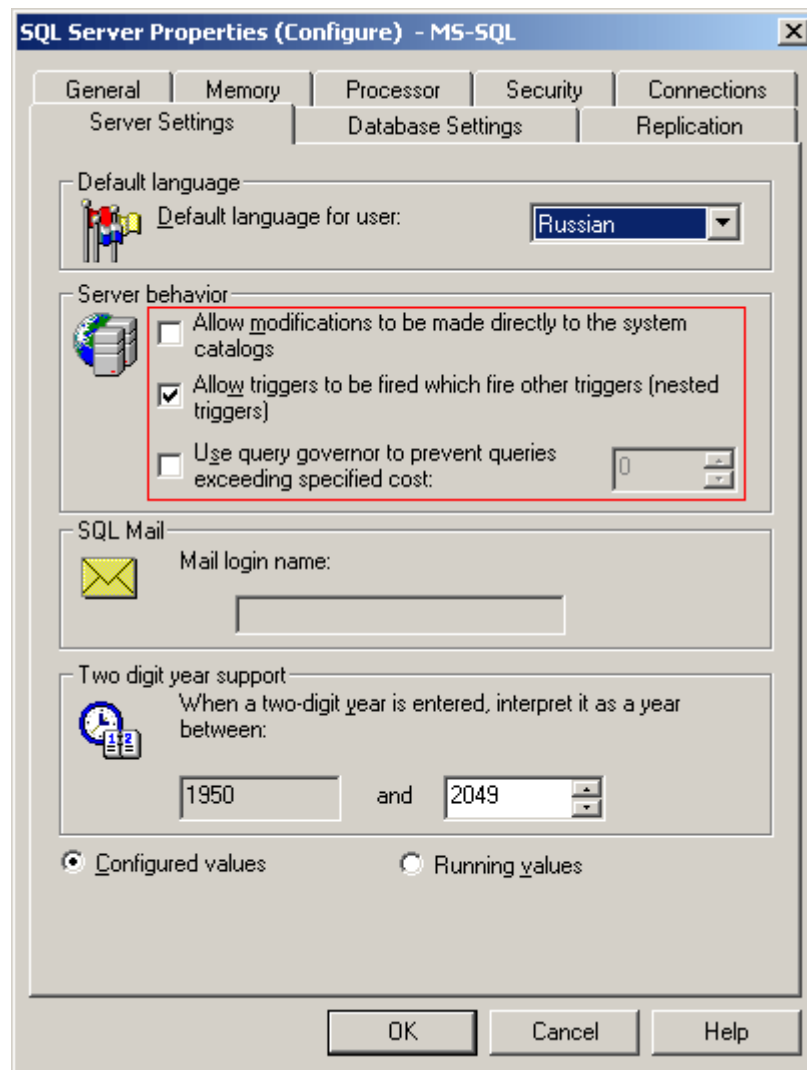 SQL Server Properties (Configure) - MS-SQL
General Memory Processor Security Connections
Server Settings Database Settings Replication
Default language
Default language for user: Russian
Server behavior
Allow modifications to be made directly to the system
catalogs
Allow triggers to be fired which fire other triggers (nested
triggers)
Use query governor to prevent queries
exceeding specified cost: 0
SQL Mail
Mail login name:
Two digit year support
When a two-digit year is entered, interpret it as a year
between:
1950 and 2049
Configured values Running values
OK Cancel Help